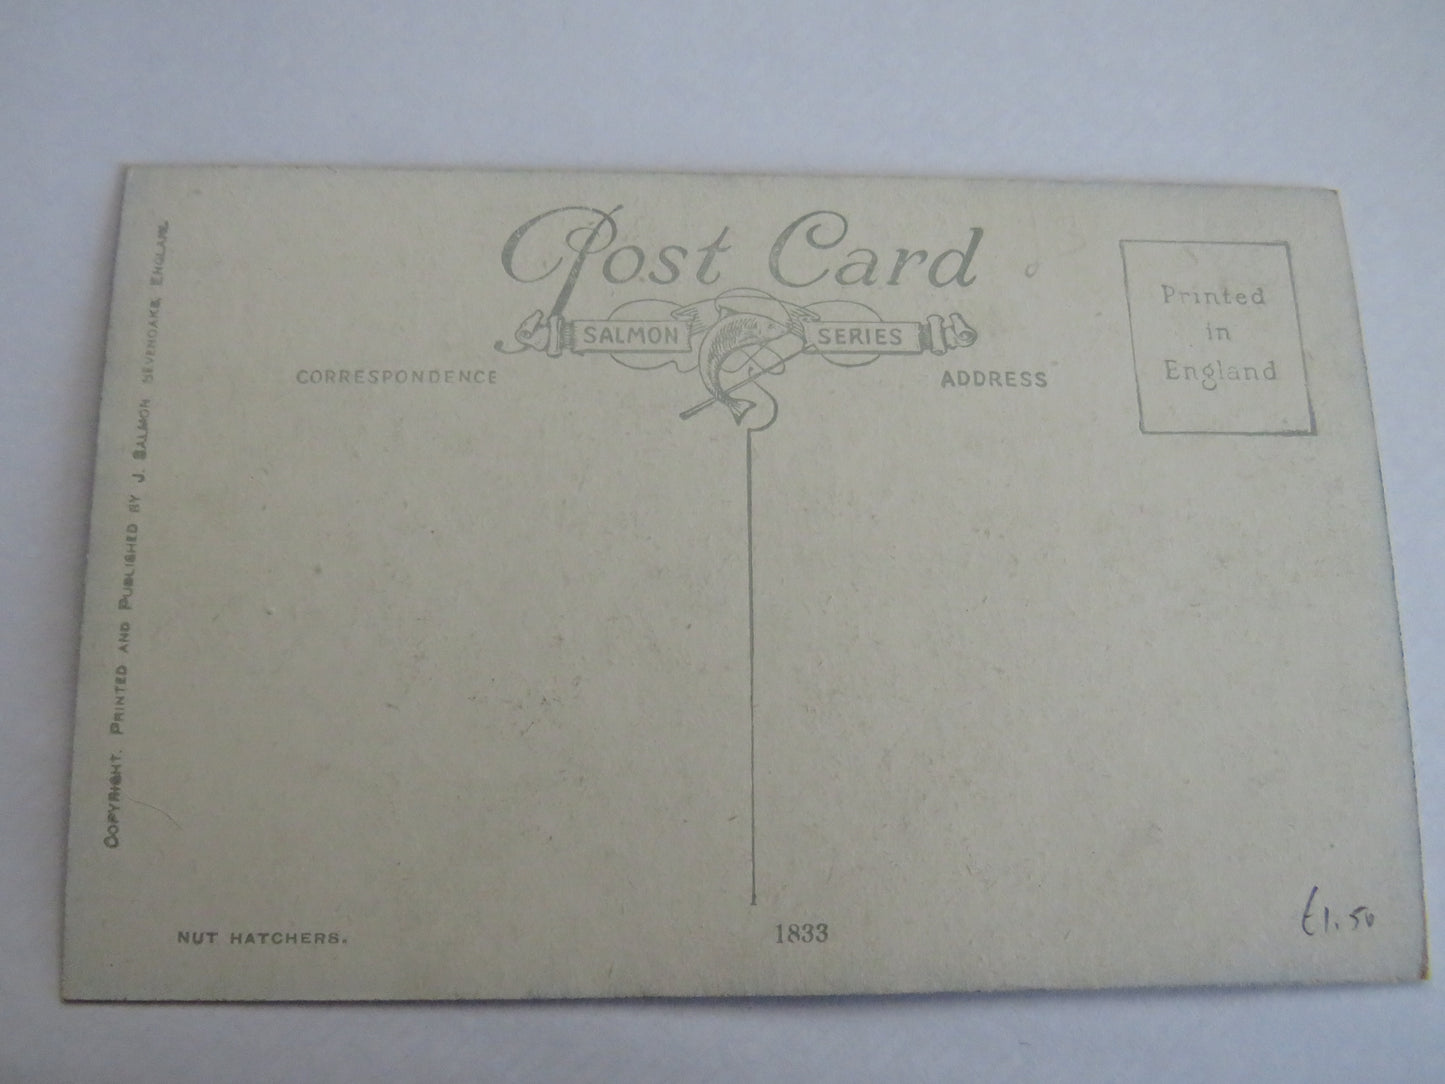 Post Card
SALMON SERIES
CORRESPONDENCE
ADDRESS
Printed
in
England
COPYRIGHT. PRINTED AND PUBLISHED BY J. SALMON SEVENOAKS, ENGLAND.
NUT HATCHERS.
1833
£1.50